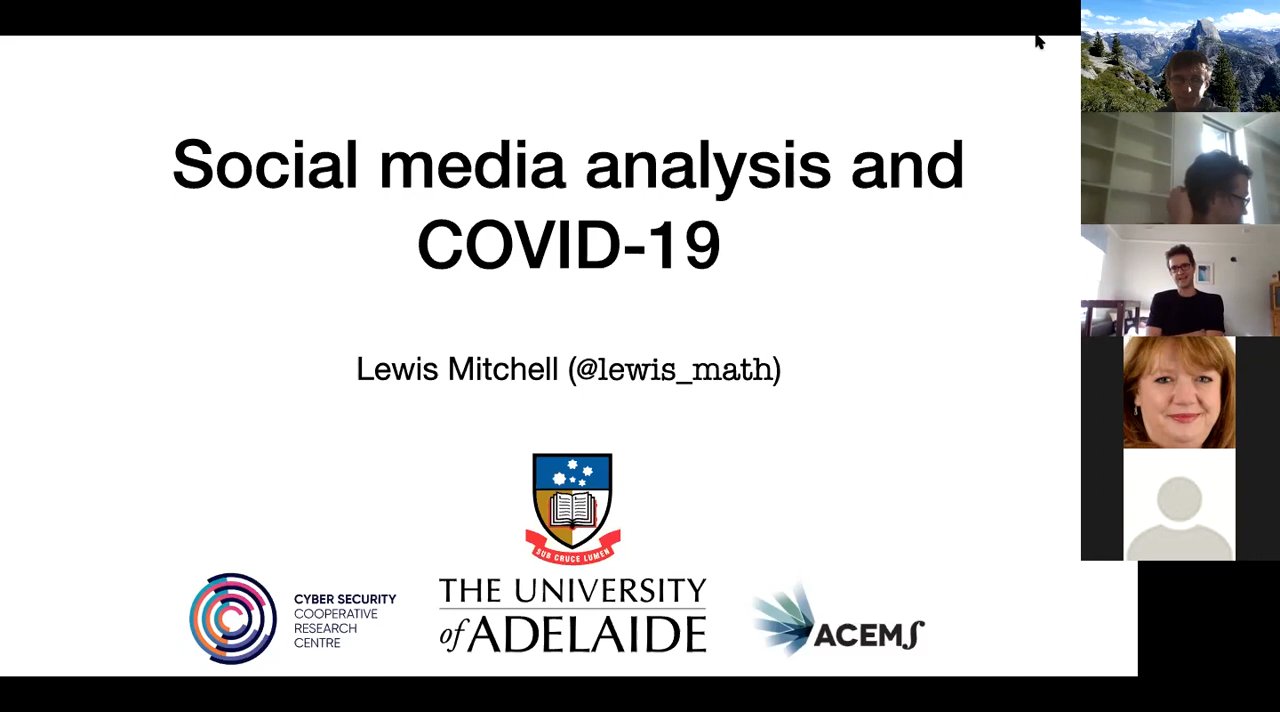 Social media analysis and
COVID-19
Lewis Mitchell (@lewis_math)
SUB CRUCE LUMEN
CYBER SECURITY
COOPERATIVE
RESEARCH
CENTRE
THE UNIVERSITY
of ADELAIDE
ACEMS